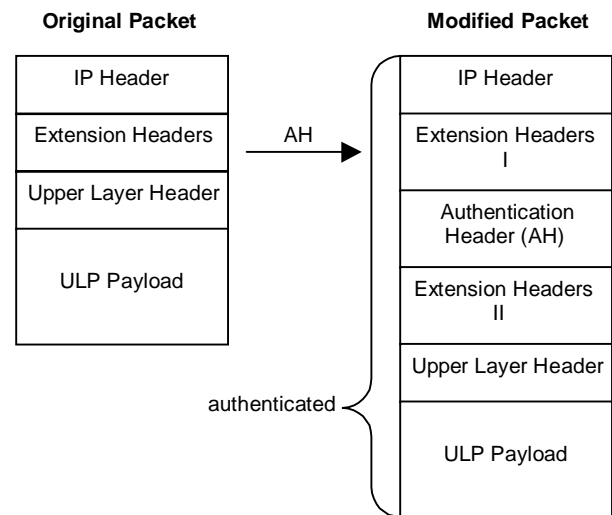 Original Packet
IP Header
Extension Headers
Upper Layer Header
ULP Payload
AH
Modified Packet
IP Header
Extension Headers
I
Authentication
Header (AH)
Extension Headers
II
Upper Layer Header
ULP Payload
authenticated